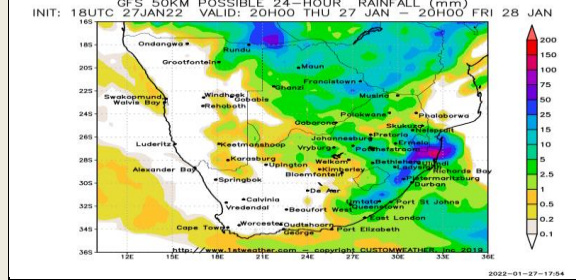 GFS 50KM POSSIBLE 24-HOUR RAINFALL (mm)
INIT: 18UTC 27JAN22 VALID: 20H00 THU 27 JAN – 20H00 FRI 28 JAN
16S
18S
20S
22S
24S
26S
28S
30S
32S
34S
36S
Ondangwa
Rundu
Grootfontein
Maun
Francistown
Ghanzi
Swakopmund
Walvis Bay
Windhoek
Gobabis
Rehoboth
Musina
Polokwane
Phalaborwa
Gaborone
Skukuza
Pretoria
Nelspruit
Johannesburg
Ermelo
Luderitz
Keetmanshoop
Vryburg
Potchefstroom
Karasburg
Upington
Welkom
Bethlehem
Ladysmith
Alexander Bay
Kimberley
Richards Bay
Springbok
Bloemfontein
Pietermaritzburg
Durban
De Aar
Calvinia
Umtata
Port St Johns
Vredendal
Beaufort West
Queenstown
East London
Cape Town
Worcester
Oudtshoorn
George
Port Elizabeth
http://www.1stweather.com – copyright CUSTOMWEATHER, inc 2019
12E
15E
18E
21E
24E
27E
30E
33E
36E
200
150
100
75
50
25
15
10
5
2.5
1
0.5
0.2
0.1
2022-01-27-17:54